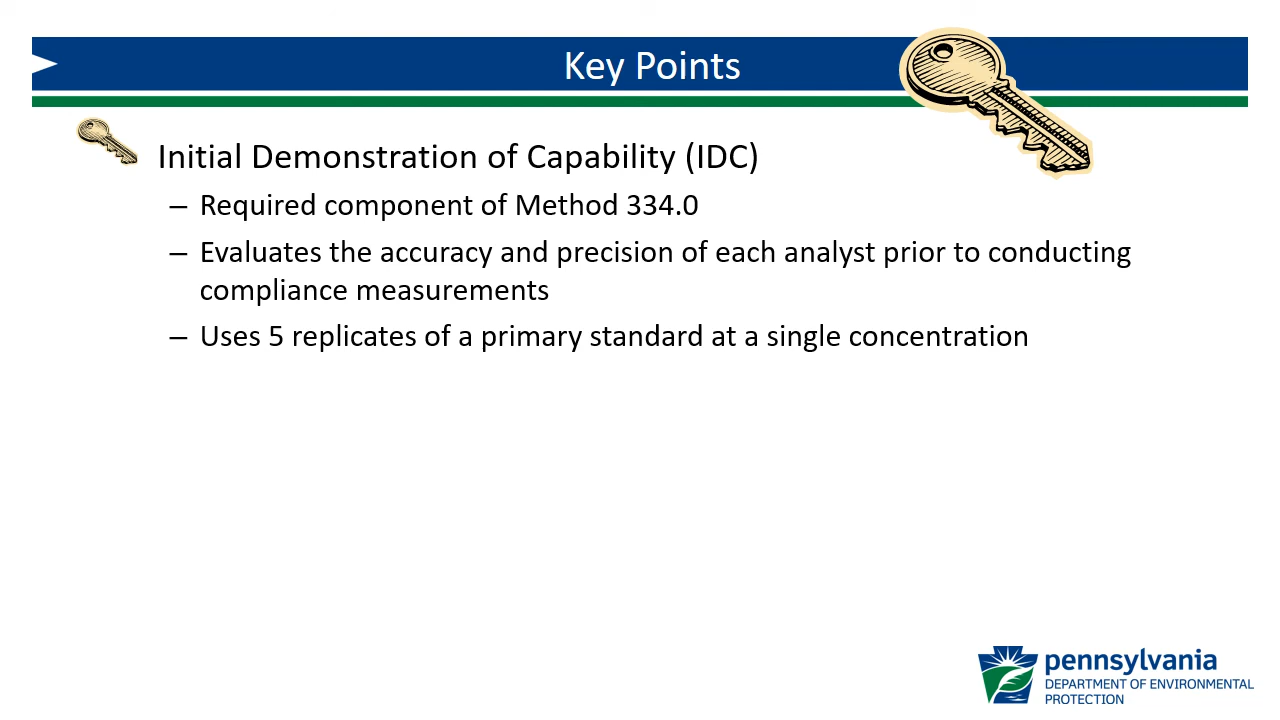 Key Points
Initial Demonstration of Capability (IDC)
– Required component of Method 334.0
– Evaluates the accuracy and precision of each analyst prior to conducting
compliance measurements
– Uses 5 replicates of a primary standard at a single concentration
pennsylvania
DEPARTMENT OF ENVIRONMENTAL
PROTECTION